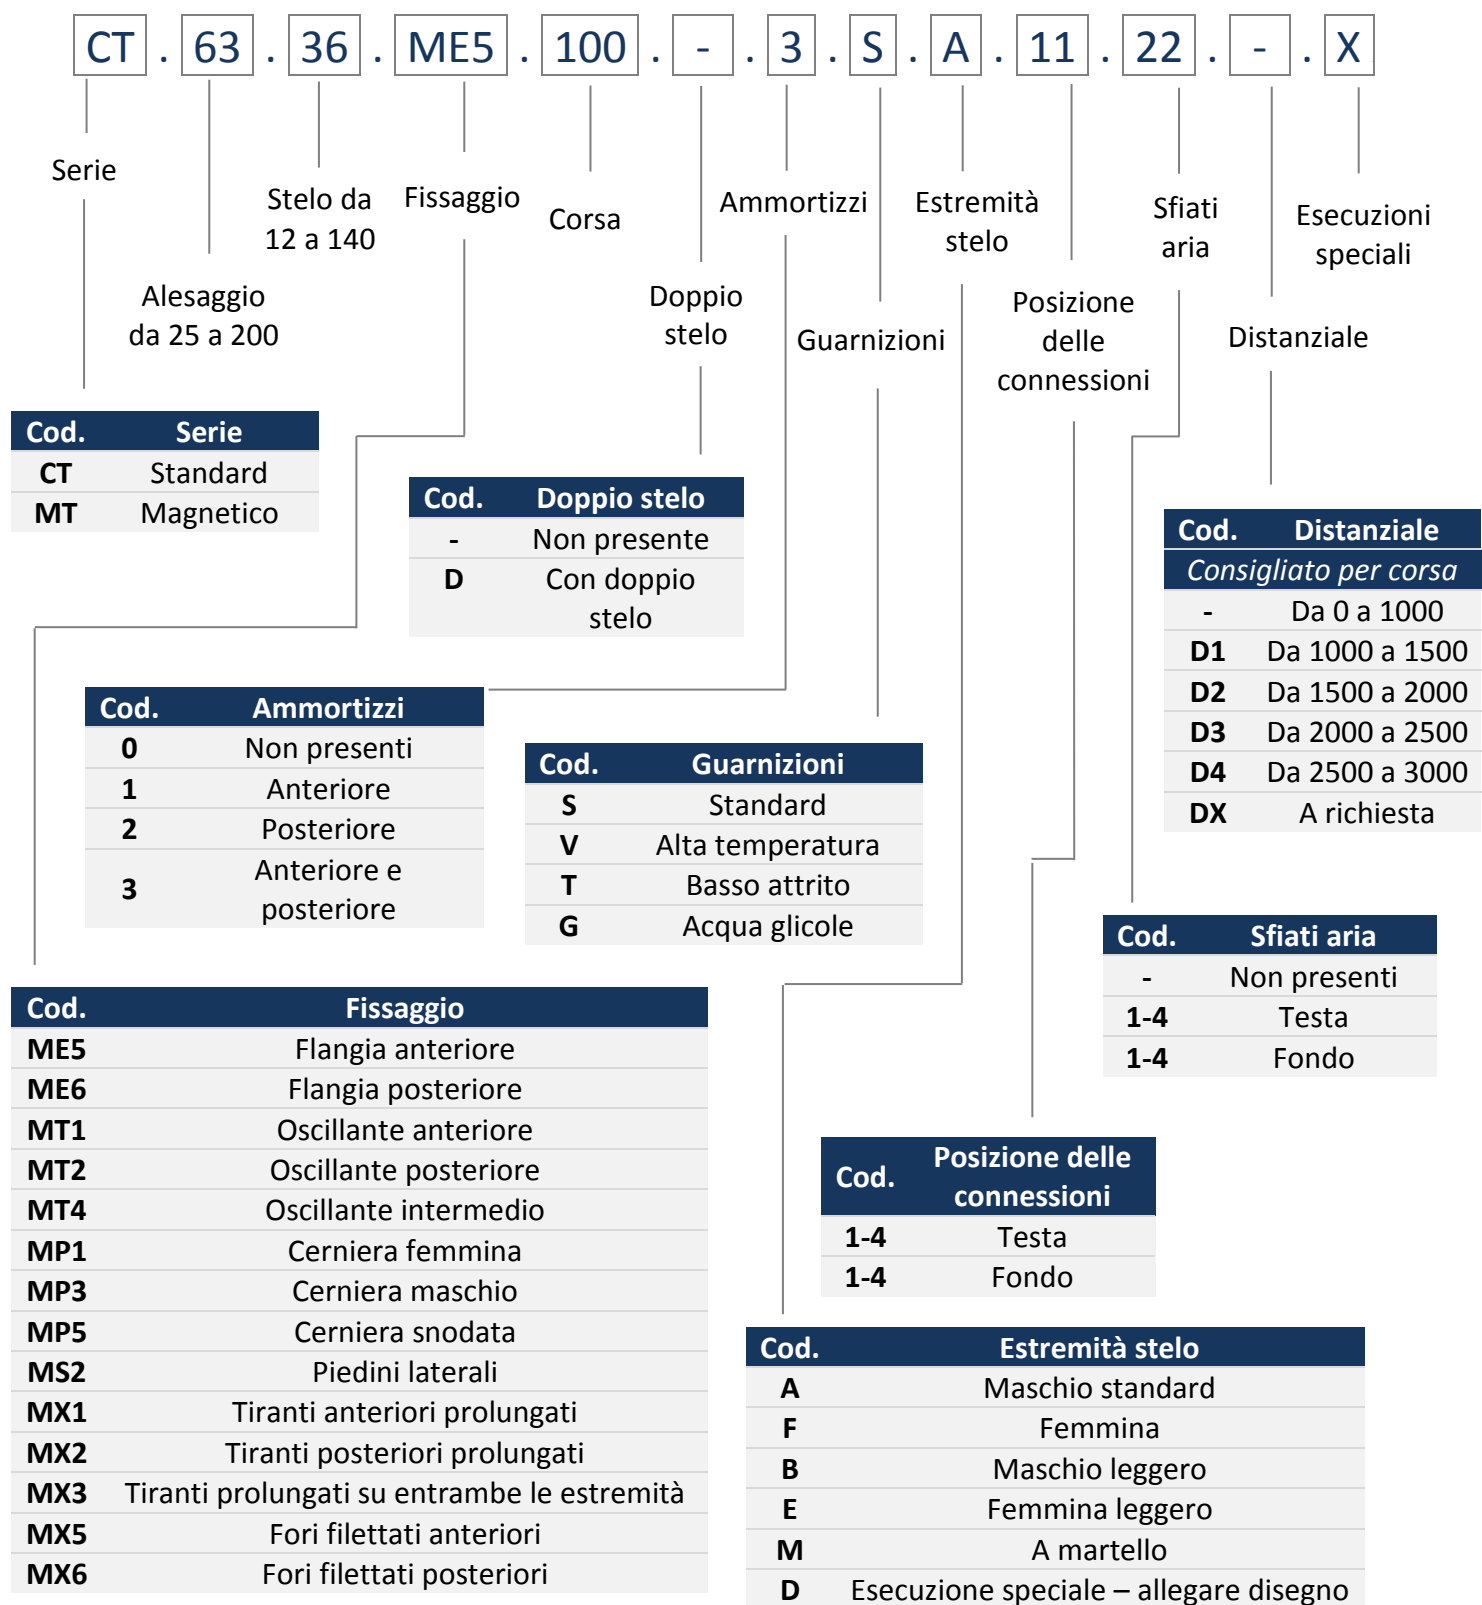 CT . 63 . 36 . ME5 . 100 . - . 3 . S . A . 11 . 22 . - . X
Serie
Alesaggio
da 25 a 200
Stelo da
12 a 140
Fissaggio
Corsa
Doppio
stelo
Ammortizzi
Guarnizioni
Estremità
stelo
Posizione
delle
connessioni
Sfiati
aria
Distanziale
Esecuzioni
speciali
Cod. Serie
CT Standard
MT Magnetico
Cod. Doppio stelo
- Non presente
D Con doppio
stelo
Cod. Distanziale
Consigliato per corsa
- Da 0 a 1000
D1 Da 1000 a 1500
D2 Da 1500 a 2000
D3 Da 2000 a 2500
D4 Da 2500 a 3000
DX A richiesta
Cod. Ammortizzi
0 Non presenti
1 Anteriore
2 Posteriore
3 Anteriore e
posteriore
Cod. Guarnizioni
S Standard
V Alta temperatura
T Basso attrito
G Acqua glicole
Cod. Sfiati aria
- Non presenti
1-4 Testa
1-4 Fondo
Cod. Fissaggio
ME5 Flangia anteriore
ME6 Flangia posteriore
MT1 Oscillante anteriore
MT2 Oscillante posteriore
MT4 Oscillante intermedio
MP1 Cerniera femmina
MP3 Cerniera maschio
MP5 Cerniera snodata
MS2 Piedini laterali
MX1 Tiranti anteriori prolungati
MX2 Tiranti posteriori prolungati
MX3 Tiranti prolungati su entrambe le estremità
MX5 Fori filettati anteriori
MX6 Fori filettati posteriori
Cod. Posizione delle
connessioni
1-4 Testa
1-4 Fondo
Cod. Estremità stelo
A Maschio standard
F Femmina
B Maschio leggero
E Femmina leggero
M A martello
D Esecuzione speciale – allegare disegno